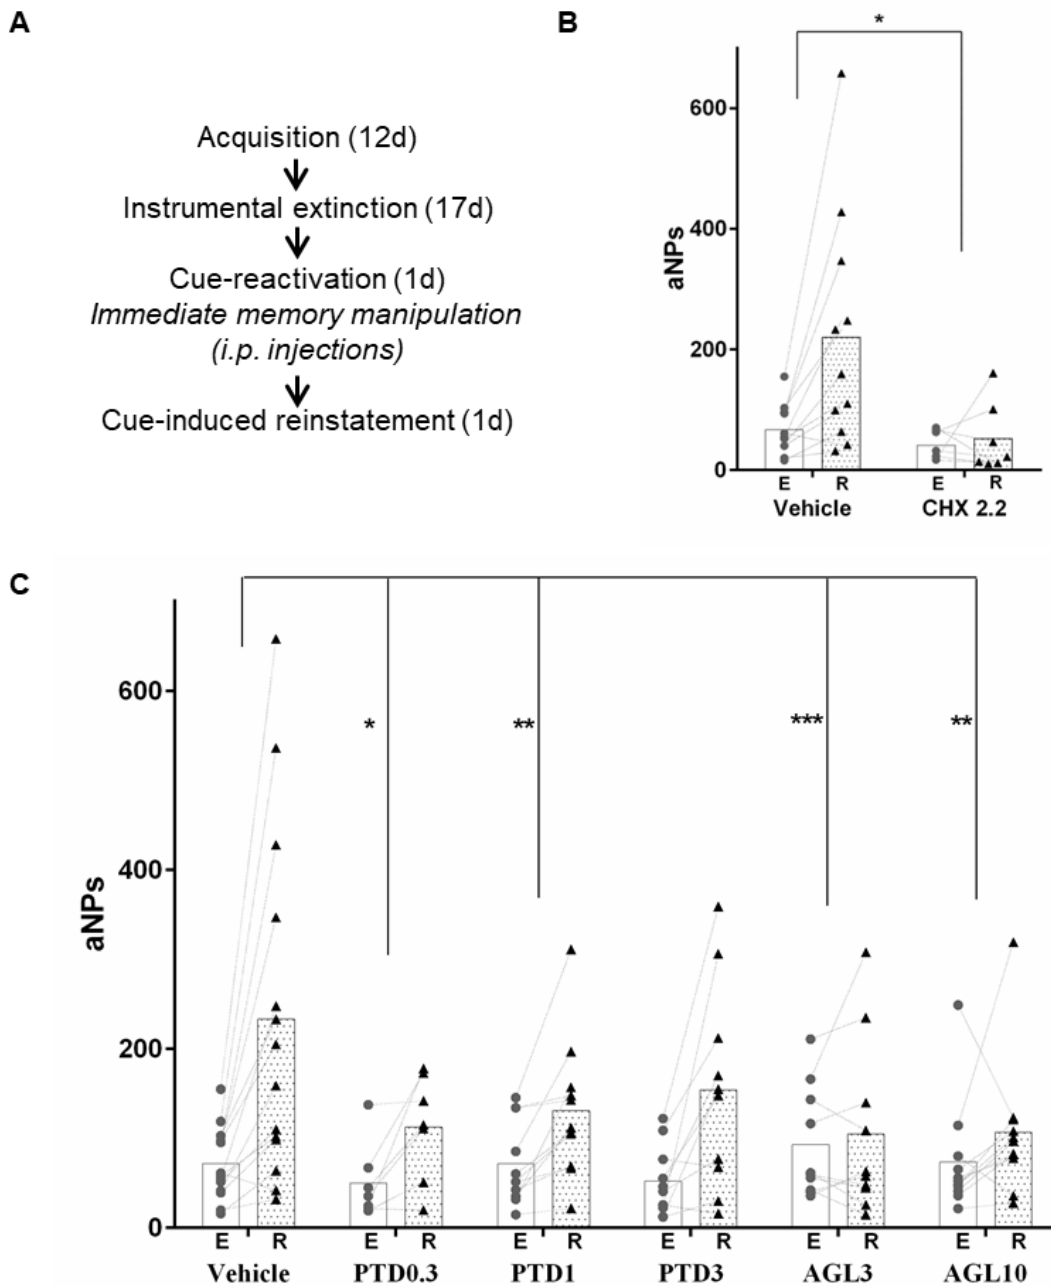 A
Acquisition (12d)
Instrumental extinction (17d)
Cue-reactivation (1d)
Immediate memory manipulation
(i.p. injections)
Cue-induced reinstatement (1d)
B
*
aNPs
600
400
200
0
E R E R
Vehicle CHX 2.2
C
* ** *** **
aNPs
600
400
200
0
E R E R E R E R E R E R
Vehicle PTD0.3 PTD1 PTD3 AGL3 AGL10